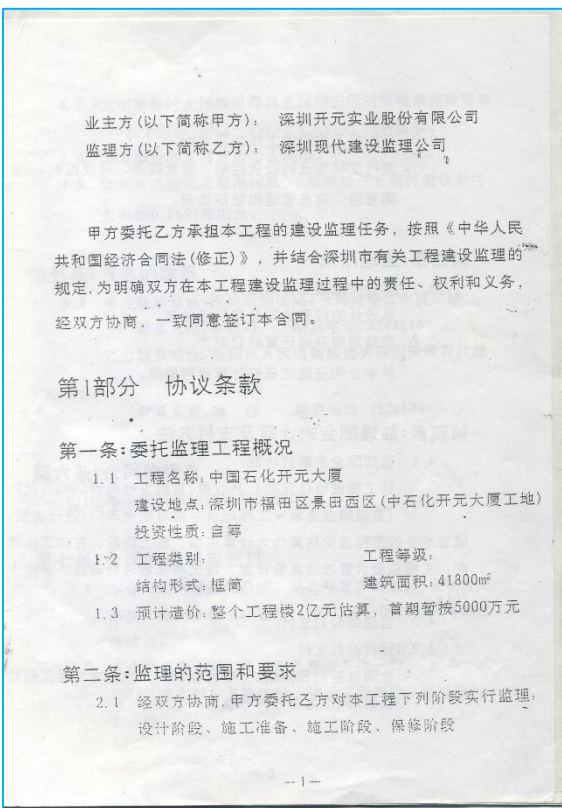 业主方(以下简称甲方)： 深圳开元实业股份有限公司
监理方(以下简称乙方)： 深圳现代建设监理公司
甲方委托乙方承担本工程的建设监理任务，按照《中华人民
共和国经济合同法(修正)》，并结合深圳市有关工程建设监理的
规定，为明确双方在本工程建设监理过程中的责任、权利和义务，
经双方协商，一致同意签订本合同。
第1部分 协议条款
第一条：委托监理工程概况
1.1 工程名称：中国石化开元大厦
建设地点：深圳市福田区景田西区(中石化开元大厦工地)
投资性质：自筹
1.2 工程类别： 工程等级：
结构形式：框筒 建筑面积：41800m²
1.3 预计造价：整个工程楼2亿元估算，首期暂按5000万元
第二条：监理的范围和要求
2.1 经双方协商，甲方委托乙方对本工程下列阶段实行监理：
设计阶段、施工准备、施工阶段、保修阶段
—1—